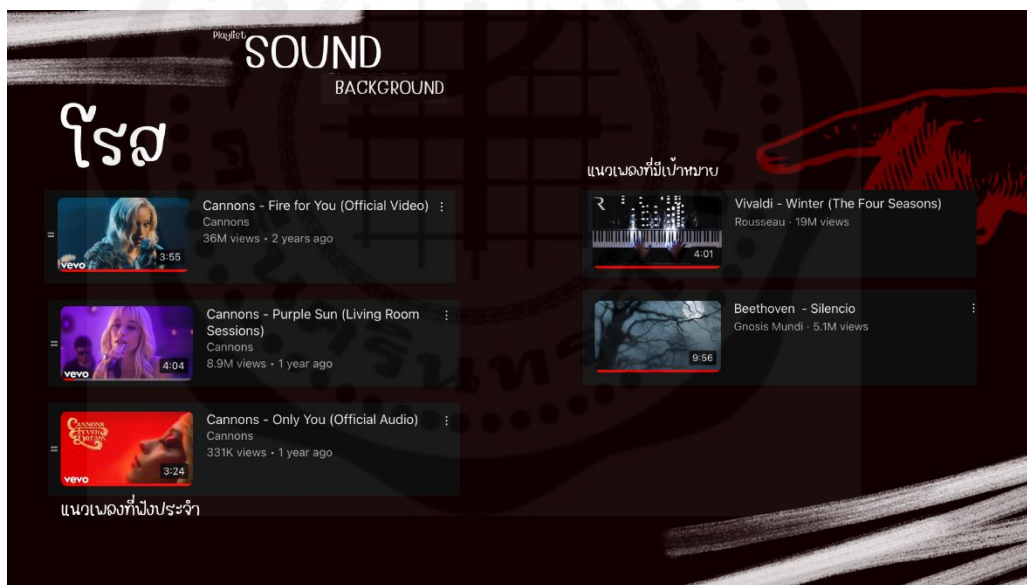 Playlist
SOUND
BACKGROUND
โรส
Cannons - Fire for You (Official Video)
Cannons
36M views • 2 years ago
3:55
vevo
Cannons - Purple Sun (Living Room
Sessions)
Cannons
8.9M views • 1 year ago
4:04
vevo
CANNONS
FEVER
DREAM
Cannons - Only You (Official Audio)
Cannons
331K views • 1 year ago
3:24
vevo
แนวเพลงที่ฟังประจำ
แนวเพลงที่มีเป้าหมาย
R
Vivaldi - Winter (The Four Seasons)
Rousseau · 19M views
4:01
Beethoven - Silencio
Gnosis Mundi · 5.1M views
9:56